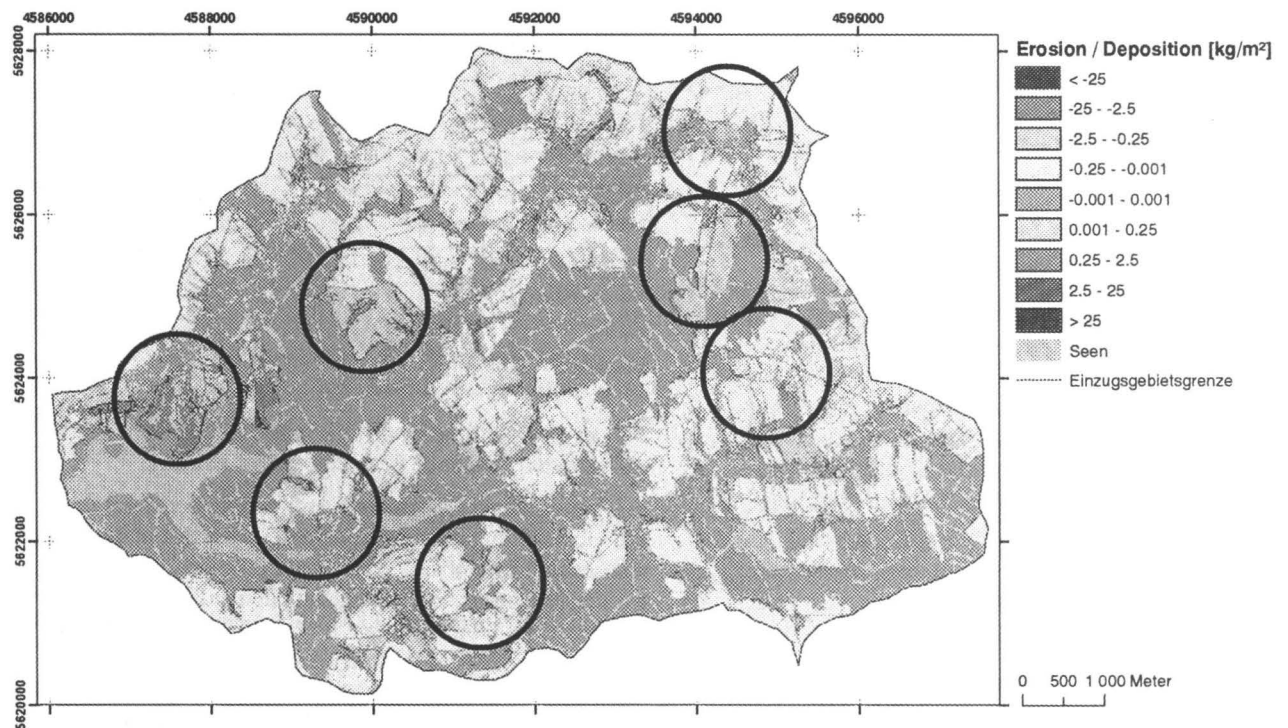 4586000 4588000 4590000 4592000 4594000 4596000
5628000
5626000
5624000
5622000
5620000
Erosion / Deposition [kg/m²]
< -25
-25 - -2.5
-2.5 - -0.25
-0.25 - -0.001
-0.001 - 0.001
0.001 - 0.25
0.25 - 2.5
2.5 - 25
> 25
Seen
Einzugsgebietsgrenze
0 500 1 000 Meter